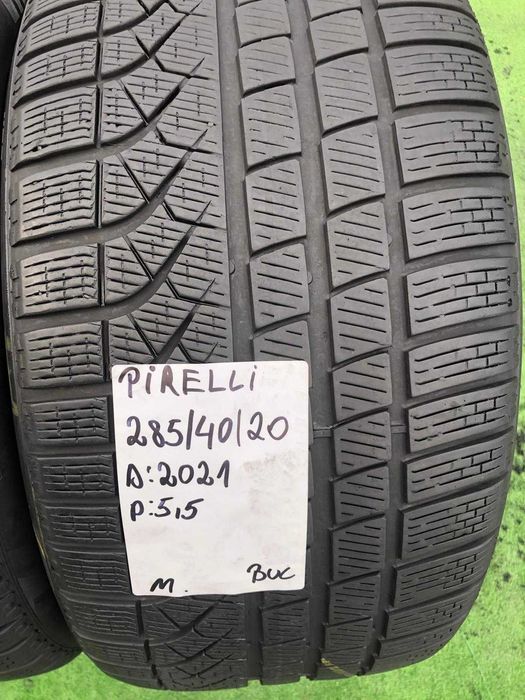 PiRELLi
285/40/20
D:2021
P:5,5
M. BUC